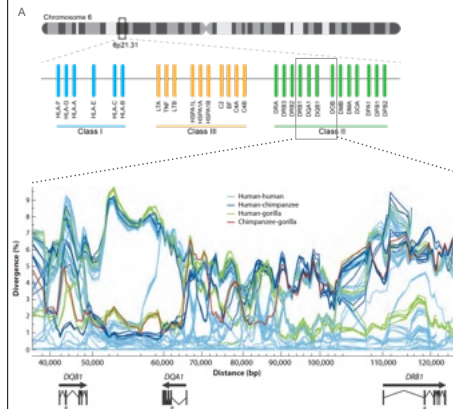 A
Chromosome 6
6p21.31
HLA-F
HLA-G
HLA-A
HLA-E
HLA-C
HLA-B
LTA
TNF
LTB
HSPA1L
HSPA1A
HSPA1B
C2
BF
C4A
C4B
DRA
DRB3
DRB2
DRB1
DQA1
DQB1
DOB
DMB
DMA
DOA
DPA1
DPB1
DPB2
Class I
Class III
Class II
Human-human
Human-chimpanzee
Human-gorilla
Chimpanzee-gorilla
Divergence (%)
9
8
7
6
5
4
3
2
1
0
40,000 50,000 60,000 70,000 80,000 90,000 100,000 110,000 120,000
Distance (bp)
DQB1 DQA1 DRB1